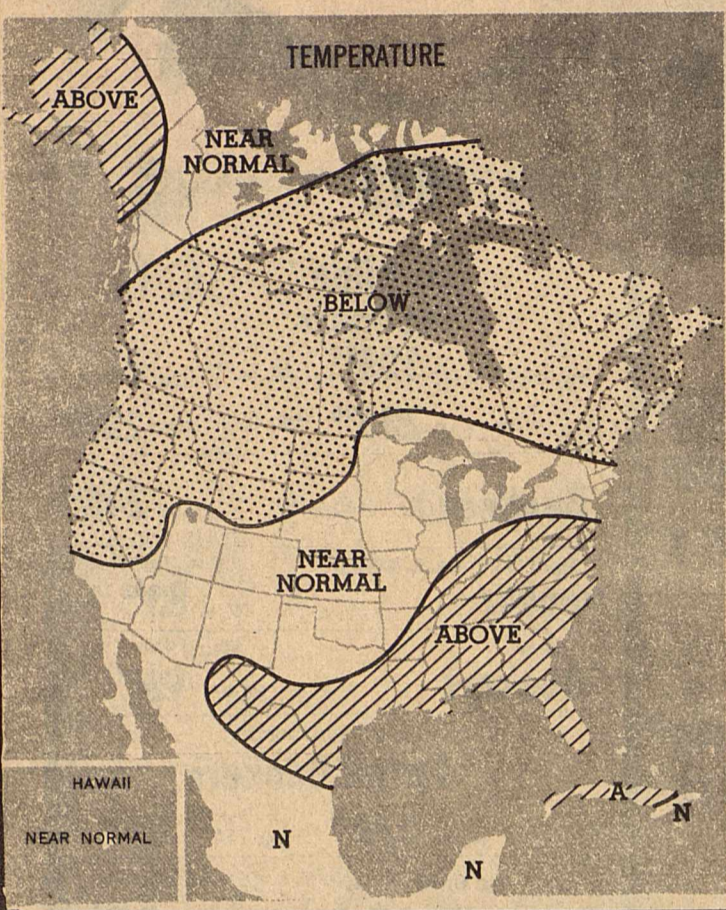 TEMPERATURE
ABOVE
NEAR
NORMAL
BELOW
NEAR
NORMAL
ABOVE
HAWAII
NEAR NORMAL
A
N
N
N